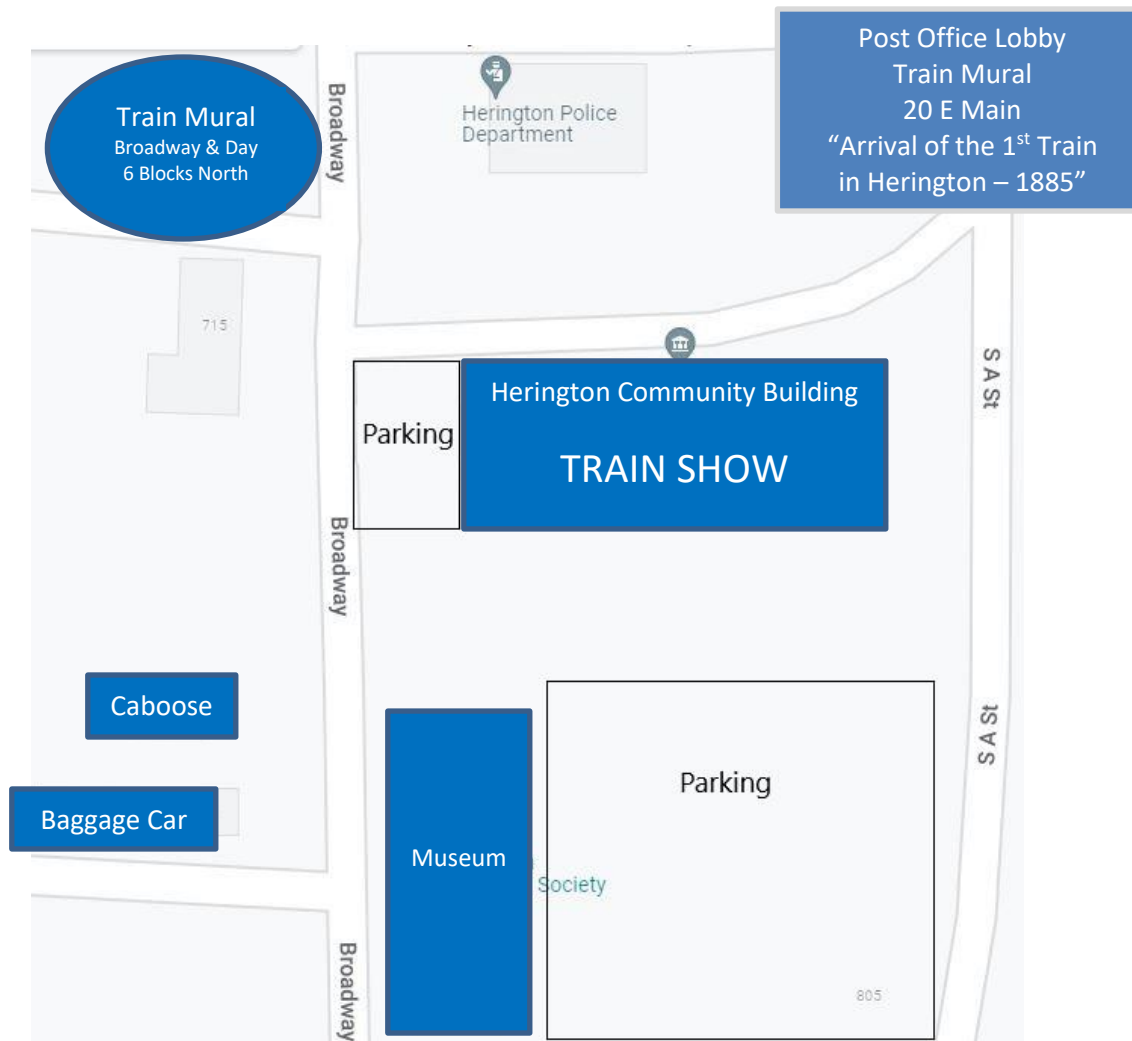 Post Office Lobby
Train Mural
20 E Main
“Arrival of the 1st Train
in Herington – 1885”
Train Mural
Broadway & Day
6 Blocks North
Broadway
Herington Police
Department
715
Herington Community Building
TRAIN SHOW
Parking
S A St
Broadway
Caboose
Baggage Car
Museum
Parking
S A St
Society
Broadway
805